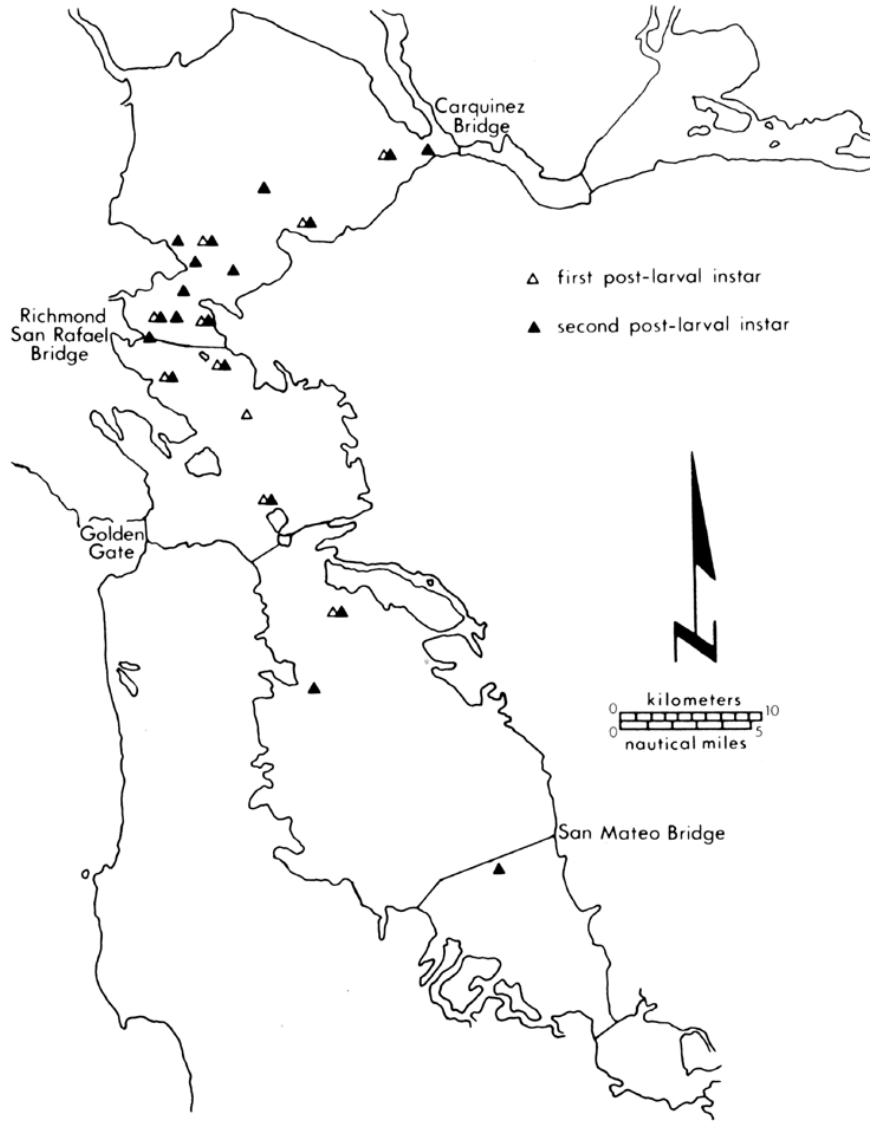 Carquinez
Bridge
first post-larval instar
second post-larval instar
Richmond
San Rafael
Bridge
Golden
Gate
N
kilometers
0 10
0 5
nautical miles
San Mateo Bridge